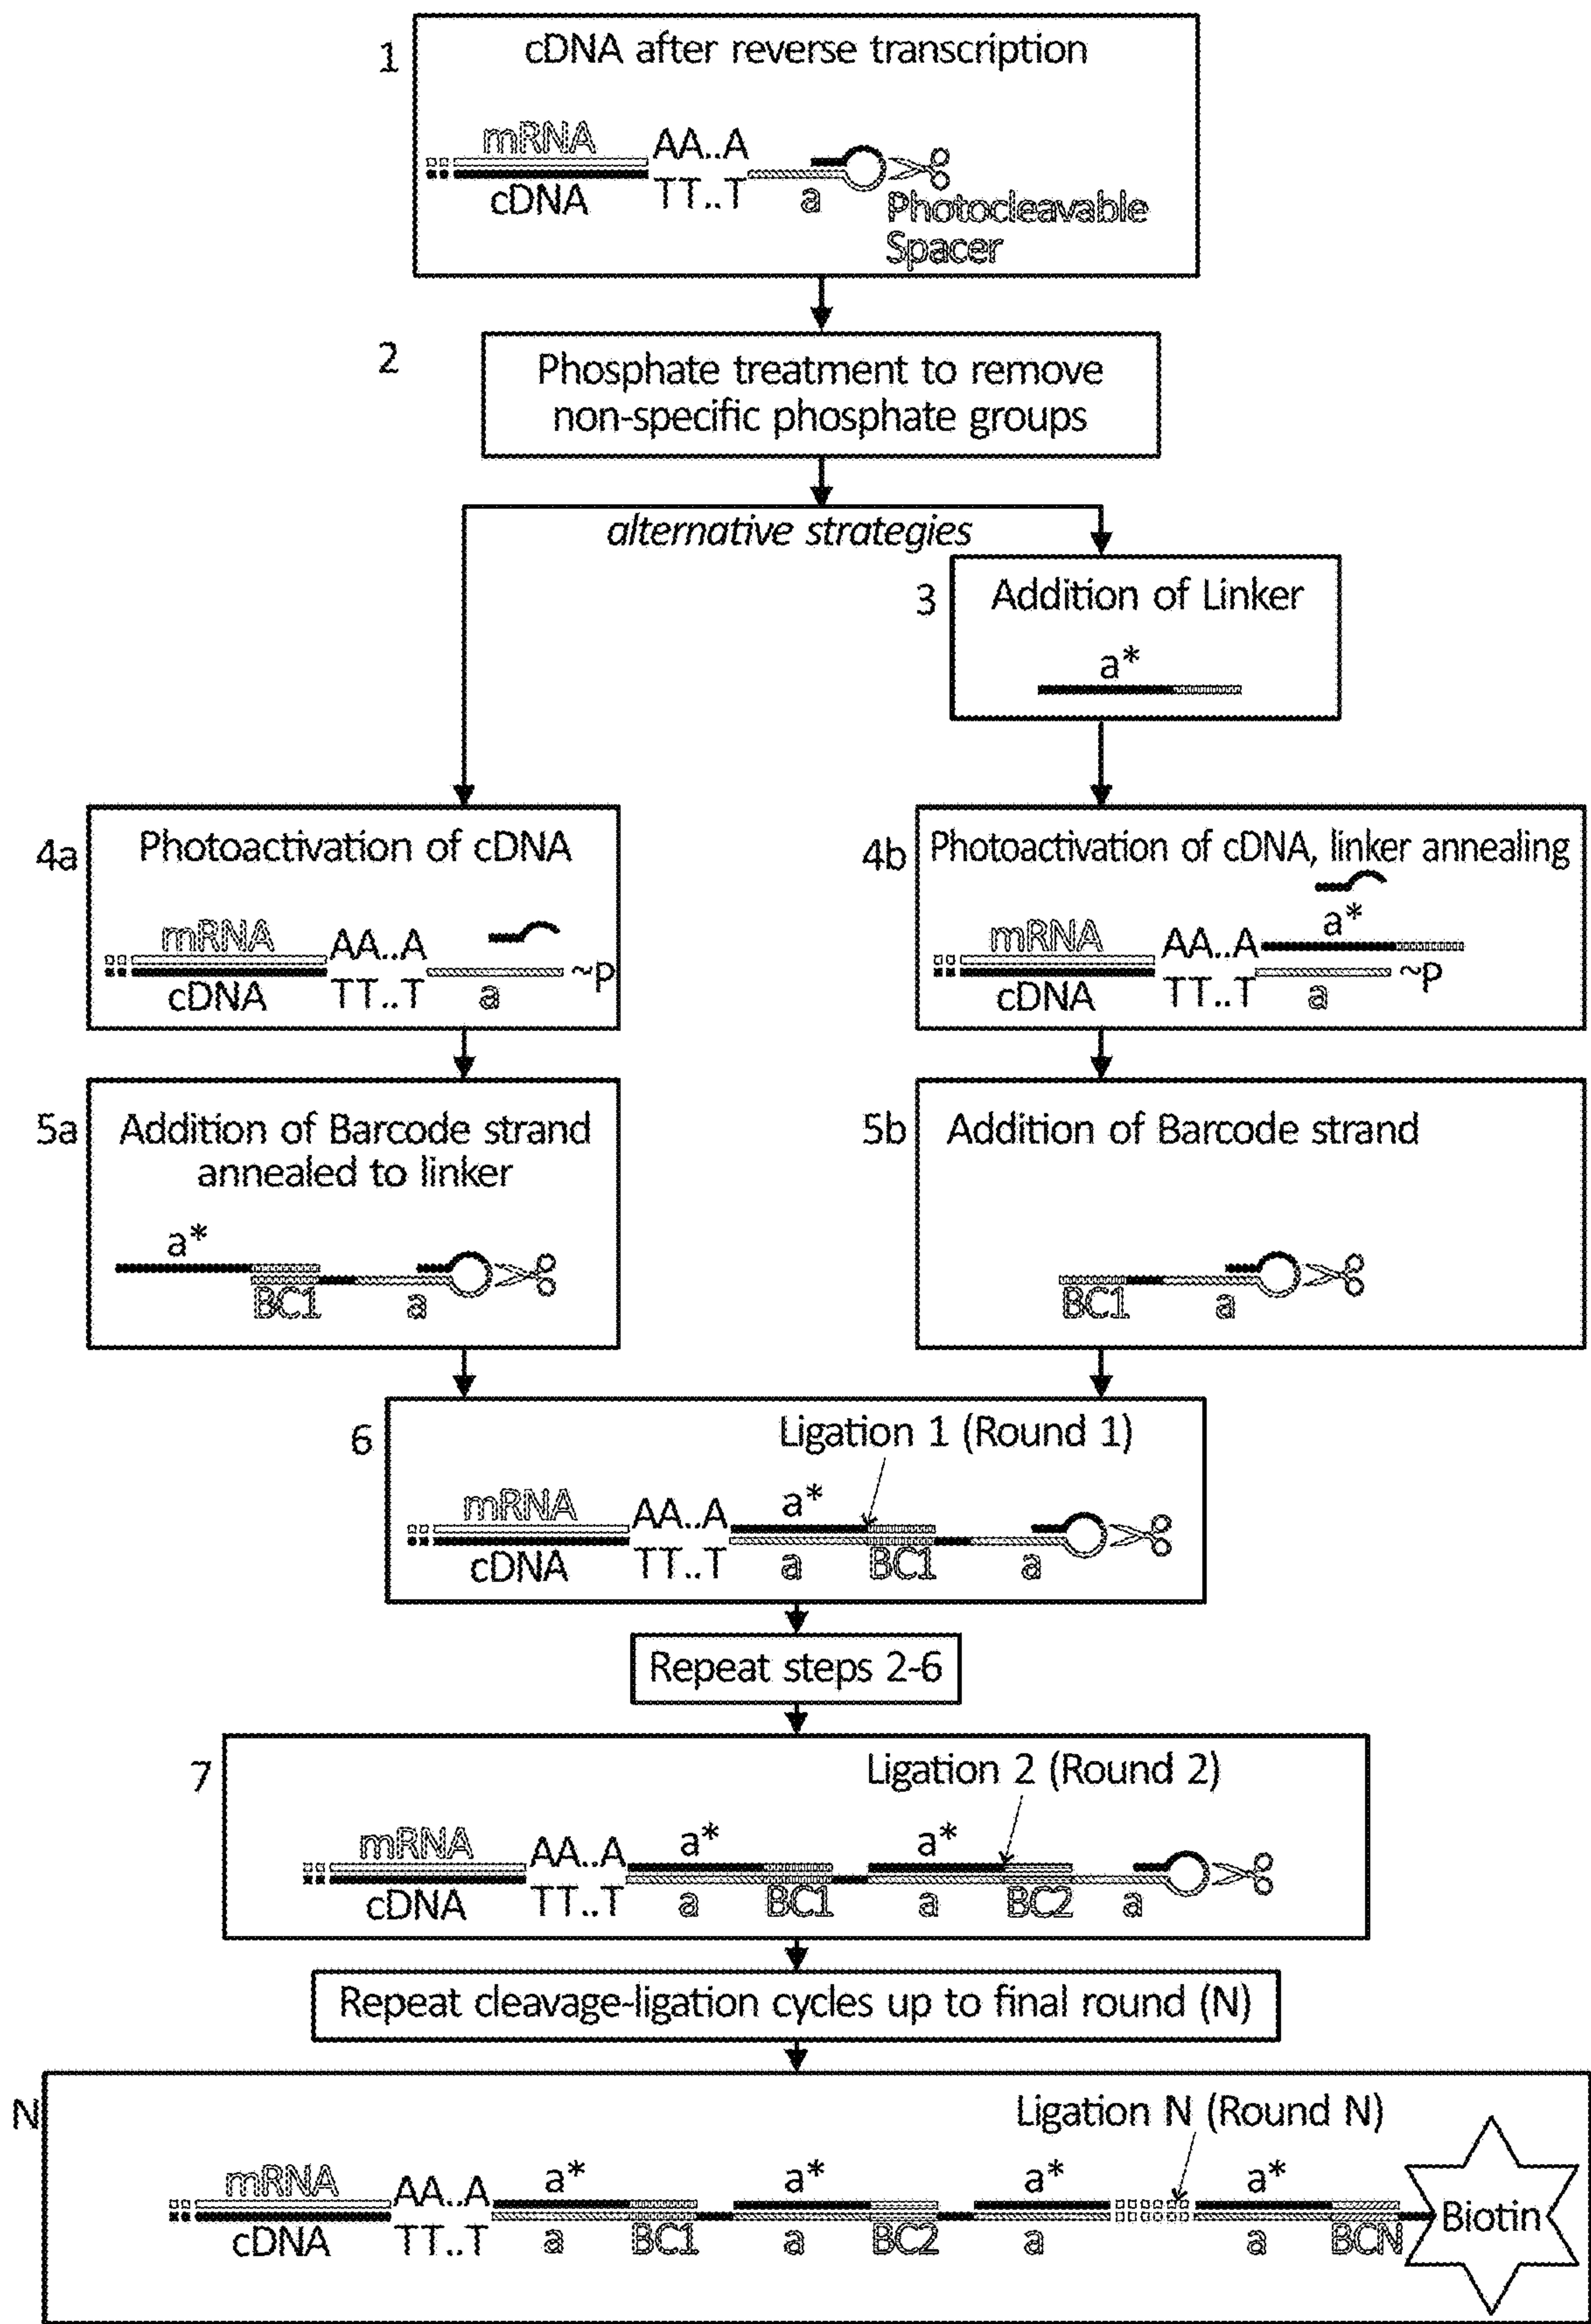 1
cDNA after reverse transcription
mRNA
AA..A
cDNA
TT..T
a
Photocleavable
Spacer
2
Phosphate treatment to remove
non-specific phosphate groups
alternative strategies
3
Addition of Linker
a*
4a
Photoactivation of cDNA
mRNA
AA..A
cDNA
TT..T
a
~P
4b
Photoactivation of cDNA, linker annealing
mRNA
AA..A
a*
cDNA
TT..T
a
~P
5a
Addition of Barcode strand
annealed to linker
a*
BC1
a
5b
Addition of Barcode strand
BC1
a
6
Ligation 1 (Round 1)
mRNA
AA..A
a*
cDNA
TT..T
a
BC1
a
Repeat steps 2-6
7
Ligation 2 (Round 2)
mRNA
AA..A
a*
a*
cDNA
TT..T
a
BC1
a
BC2
a
Repeat cleavage-ligation cycles up to final round (N)
N
Ligation N (Round N)
mRNA
AA..A
a*
a*
a*
a*
cDNA
TT..T
a
BC1
a
BC2
a
a
BCN
Biotin